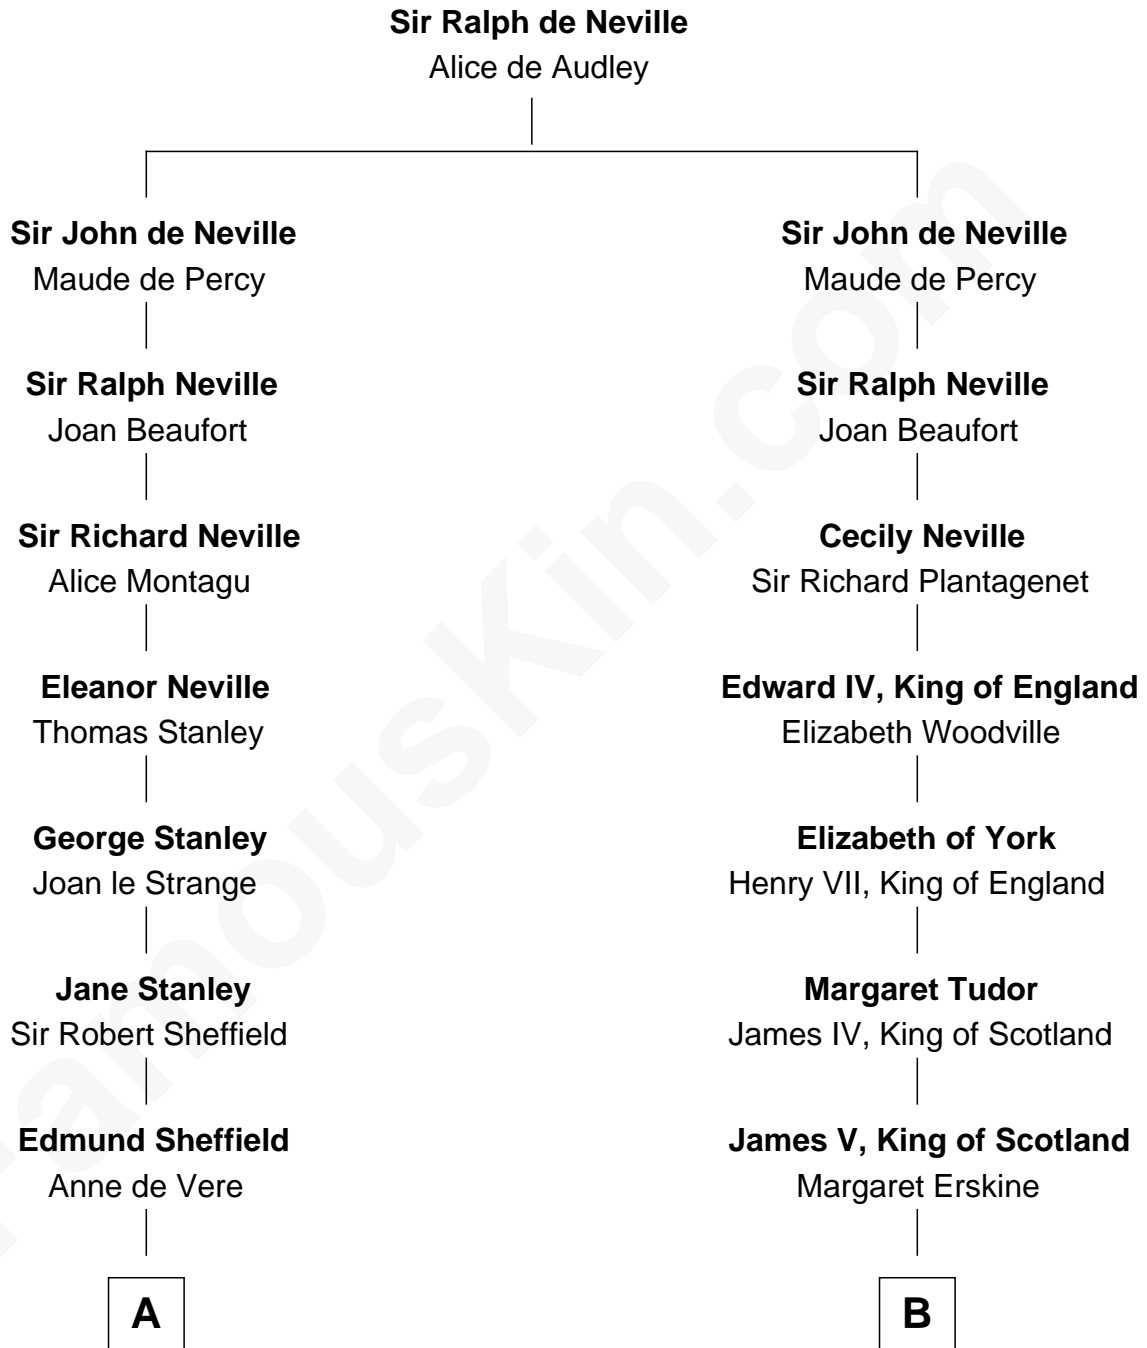 Sir Ralph de Neville
Alice de Audley
Sir John de Neville
Maude de Percy
Sir John de Neville
Maude de Percy
Sir Ralph Neville
Joan Beaufort
Sir Ralph Neville
Joan Beaufort
Sir Richard Neville
Alice Montagu
Cecily Neville
Sir Richard Plantagenet
Eleanor Neville
Thomas Stanley
Edward IV, King of England
Elizabeth Woodville
George Stanley
Joan le Strange
Elizabeth of York
Henry VII, King of England
Jane Stanley
Sir Robert Sheffield
Margaret Tudor
James IV, King of Scotland
Edmund Sheffield
Anne de Vere
James V, King of Scotland
Margaret Erskine
A
B
FamousKin.com